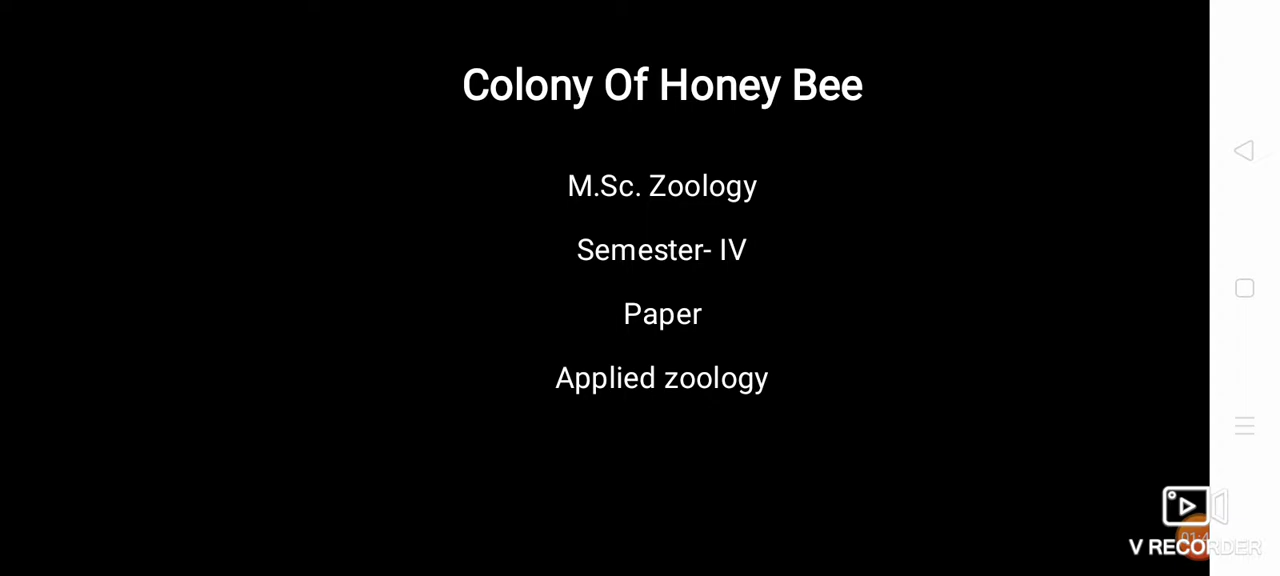 Colony Of Honey Bee
M.Sc. Zoology
Semester- IV
Paper
Applied zoology
V RECORDER